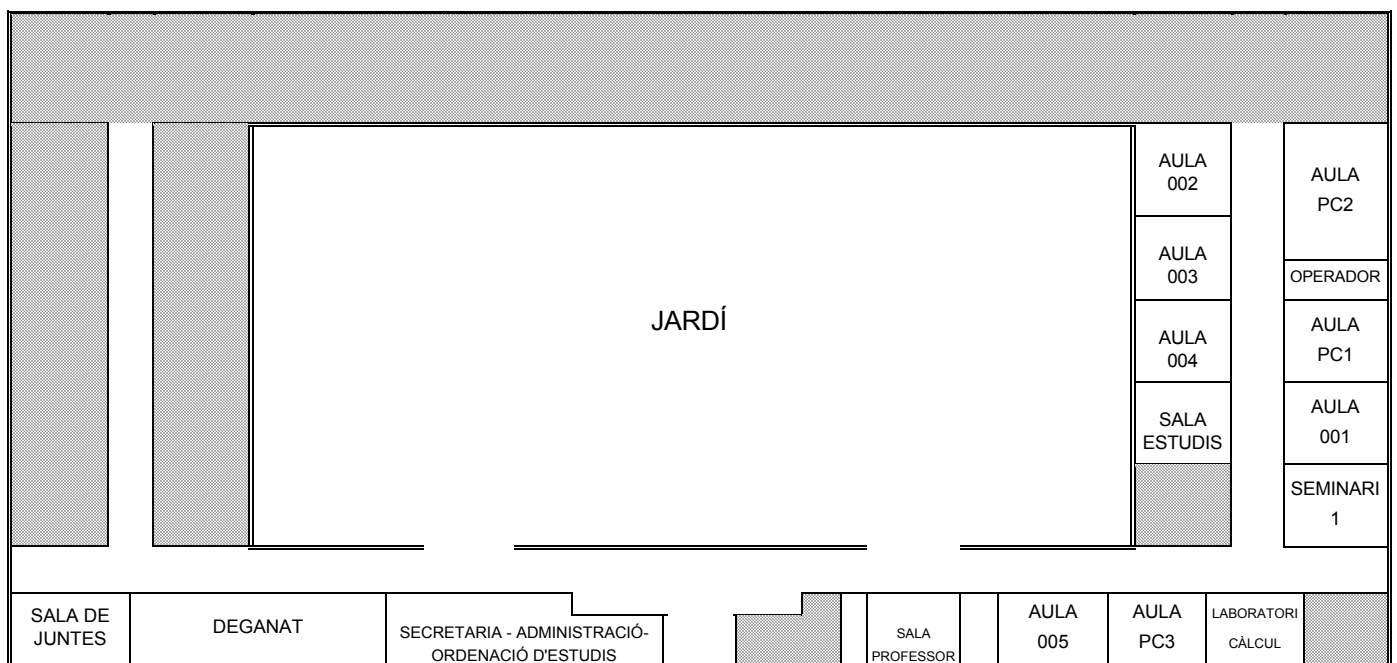 AULA
002
AULA
PC2
AULA
003
OPERADOR
JARDÍ
AULA
PC1
AULA
004
AULA
001
SALA
ESTUDIS
SEMINARI
1
SALA DE
JUNTES
DEGANAT
SECRETARIA - ADMINISTRACIÓ-
ORDENACIÓ D'ESTUDIS
SALA
PROFESSOR
AULA
005
AULA
PC3
LABORATORI
CÀLCUL